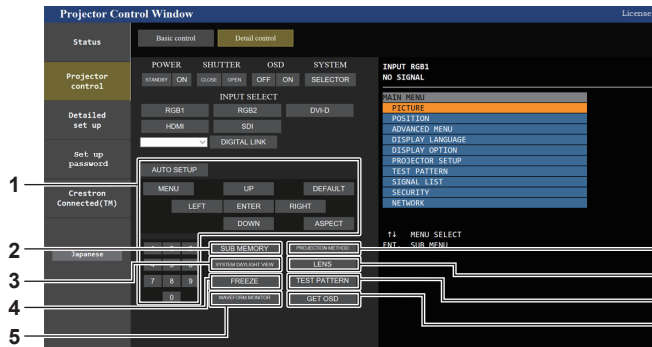 Projector Control Window
License
Status
Basic control
Detail control
POWER SHUTTER OSD SYSTEM
STANDBY ON CLOSE OPEN OFF ON SELECTOR
INPUT SELECT
RGB1 RGB2 DVI-D
HDMI SDI
DIGITAL LINK
Projector control
Detailed set up
Set up password
Crestron Connected(TM)
Japanese
AUTO SETUP
MENU UP DEFAULT
LEFT ENTER RIGHT
DOWN ASPECT
SUB MEMORY PROJECTION METHOD
SYSTEM DAYLIGHT VIEW LENS
7 8 9 FREEZE TEST PATTERN
0 WAVEFORM MONITOR GET OSD
INPUT RGB1
NO SIGNAL
MAIN MENU
PICTURE
POSITION
ADVANCED MENU
DISPLAY LANGUAGE
DISPLAY OPTION
PROJECTOR SETUP
TEST PATTERN
SIGNAL LIST
SECURITY
NETWORK
↑↓ MENU SELECT
ENT. SUB MENU
1
2
3
4
5